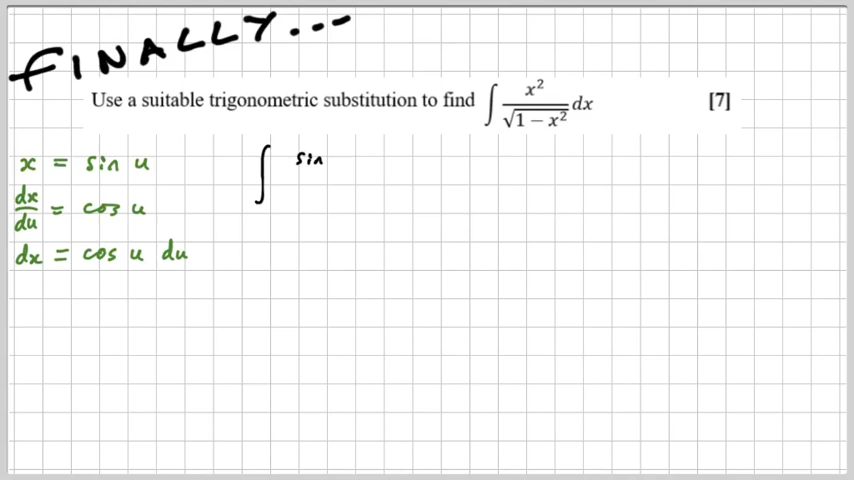 FINALLY...
Use a suitable trigonometric substitution to find ∫ x²/√(1 − x²) dx [7]
x = sin u
∫ sin
dx/du = cos u
dx = cos u du